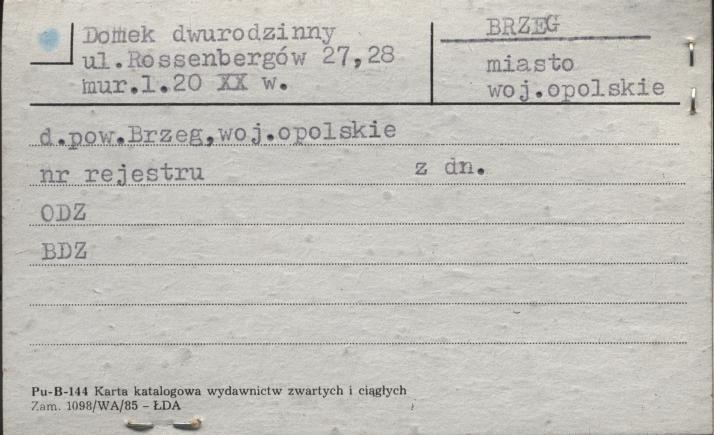 Domek dwurodzinny
ul.Rossenbergów 27,28
mur.l.20 XX w.
BRZEG
miasto
woj.opolskie
d.pow.Brzeg,woj.opolskie
nr rejestru z dn.
ODZ
BDZ
Pu-B-144 Karta katalogowa wydawnictw zwartych i ciągłych
Zam. 1098/WA/85 – ŁDA